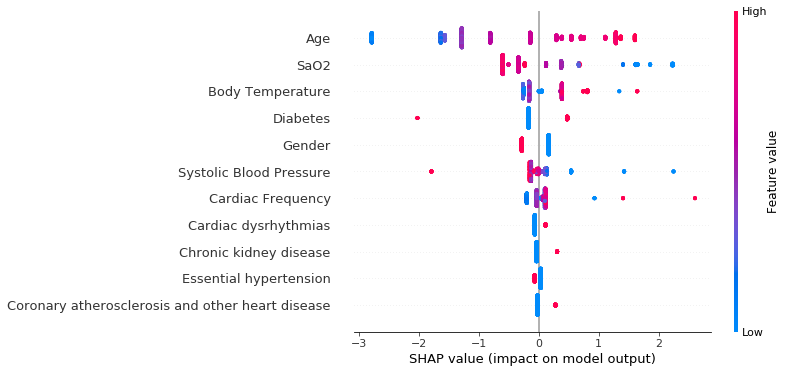 High
Age
SaO2
Body Temperature
Diabetes
Gender
Systolic Blood Pressure
Cardiac Frequency
Cardiac dysrhythmias
Chronic kidney disease
Essential hypertension
Coronary atherosclerosis and other heart disease
Feature value
Low
−3 −2 −1 0 1 2
SHAP value (impact on model output)